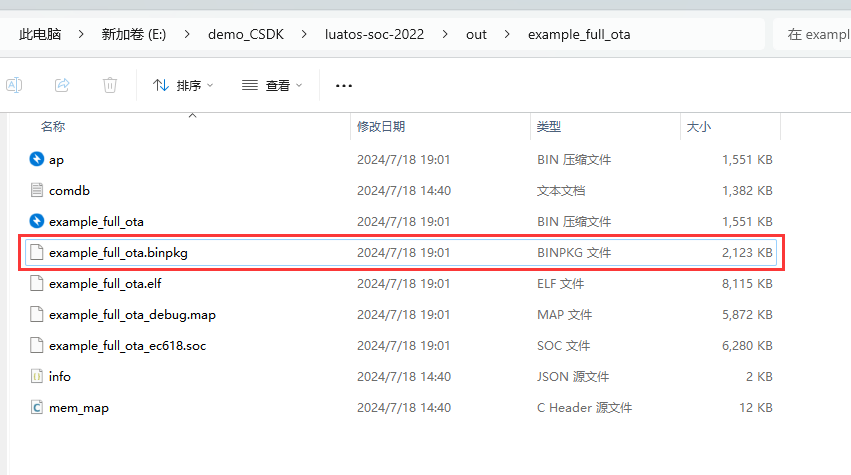 此电脑 > 新加卷 (E:) > demo_CSDK > luatos-soc-2022 > out > example_full_ota 在 exampl
排序 查看 ...
名称 修改日期 类型 大小
ap 2024/7/18 19:01 BIN 压缩文件 1,551 KB
comdb 2024/7/18 14:40 文本文档 1,382 KB
example_full_ota 2024/7/18 19:01 BIN 压缩文件 1,551 KB
example_full_ota.binpkg 2024/7/18 19:01 BINPKG 文件 2,123 KB
example_full_ota.elf 2024/7/18 19:01 ELF 文件 8,115 KB
example_full_ota_debug.map 2024/7/18 19:01 MAP 文件 5,872 KB
example_full_ota_ec618.soc 2024/7/18 19:01 SOC 文件 6,280 KB
info 2024/7/18 14:40 JSON 源文件 2 KB
mem_map 2024/7/18 14:40 C Header 源文件 12 KB